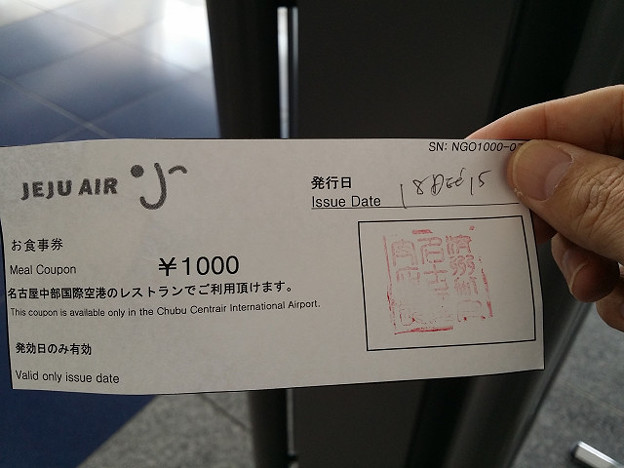 SN: NGO1000-0
JEJU AIR
発行日
Issue Date 18 Dec 15
お食事券
Meal Coupon ¥1000
名古屋中部国際空港のレストランでご利用頂けます。
This coupon is available only in the Chubu Centrair International Airport.
発効日のみ有効
Valid only issue date